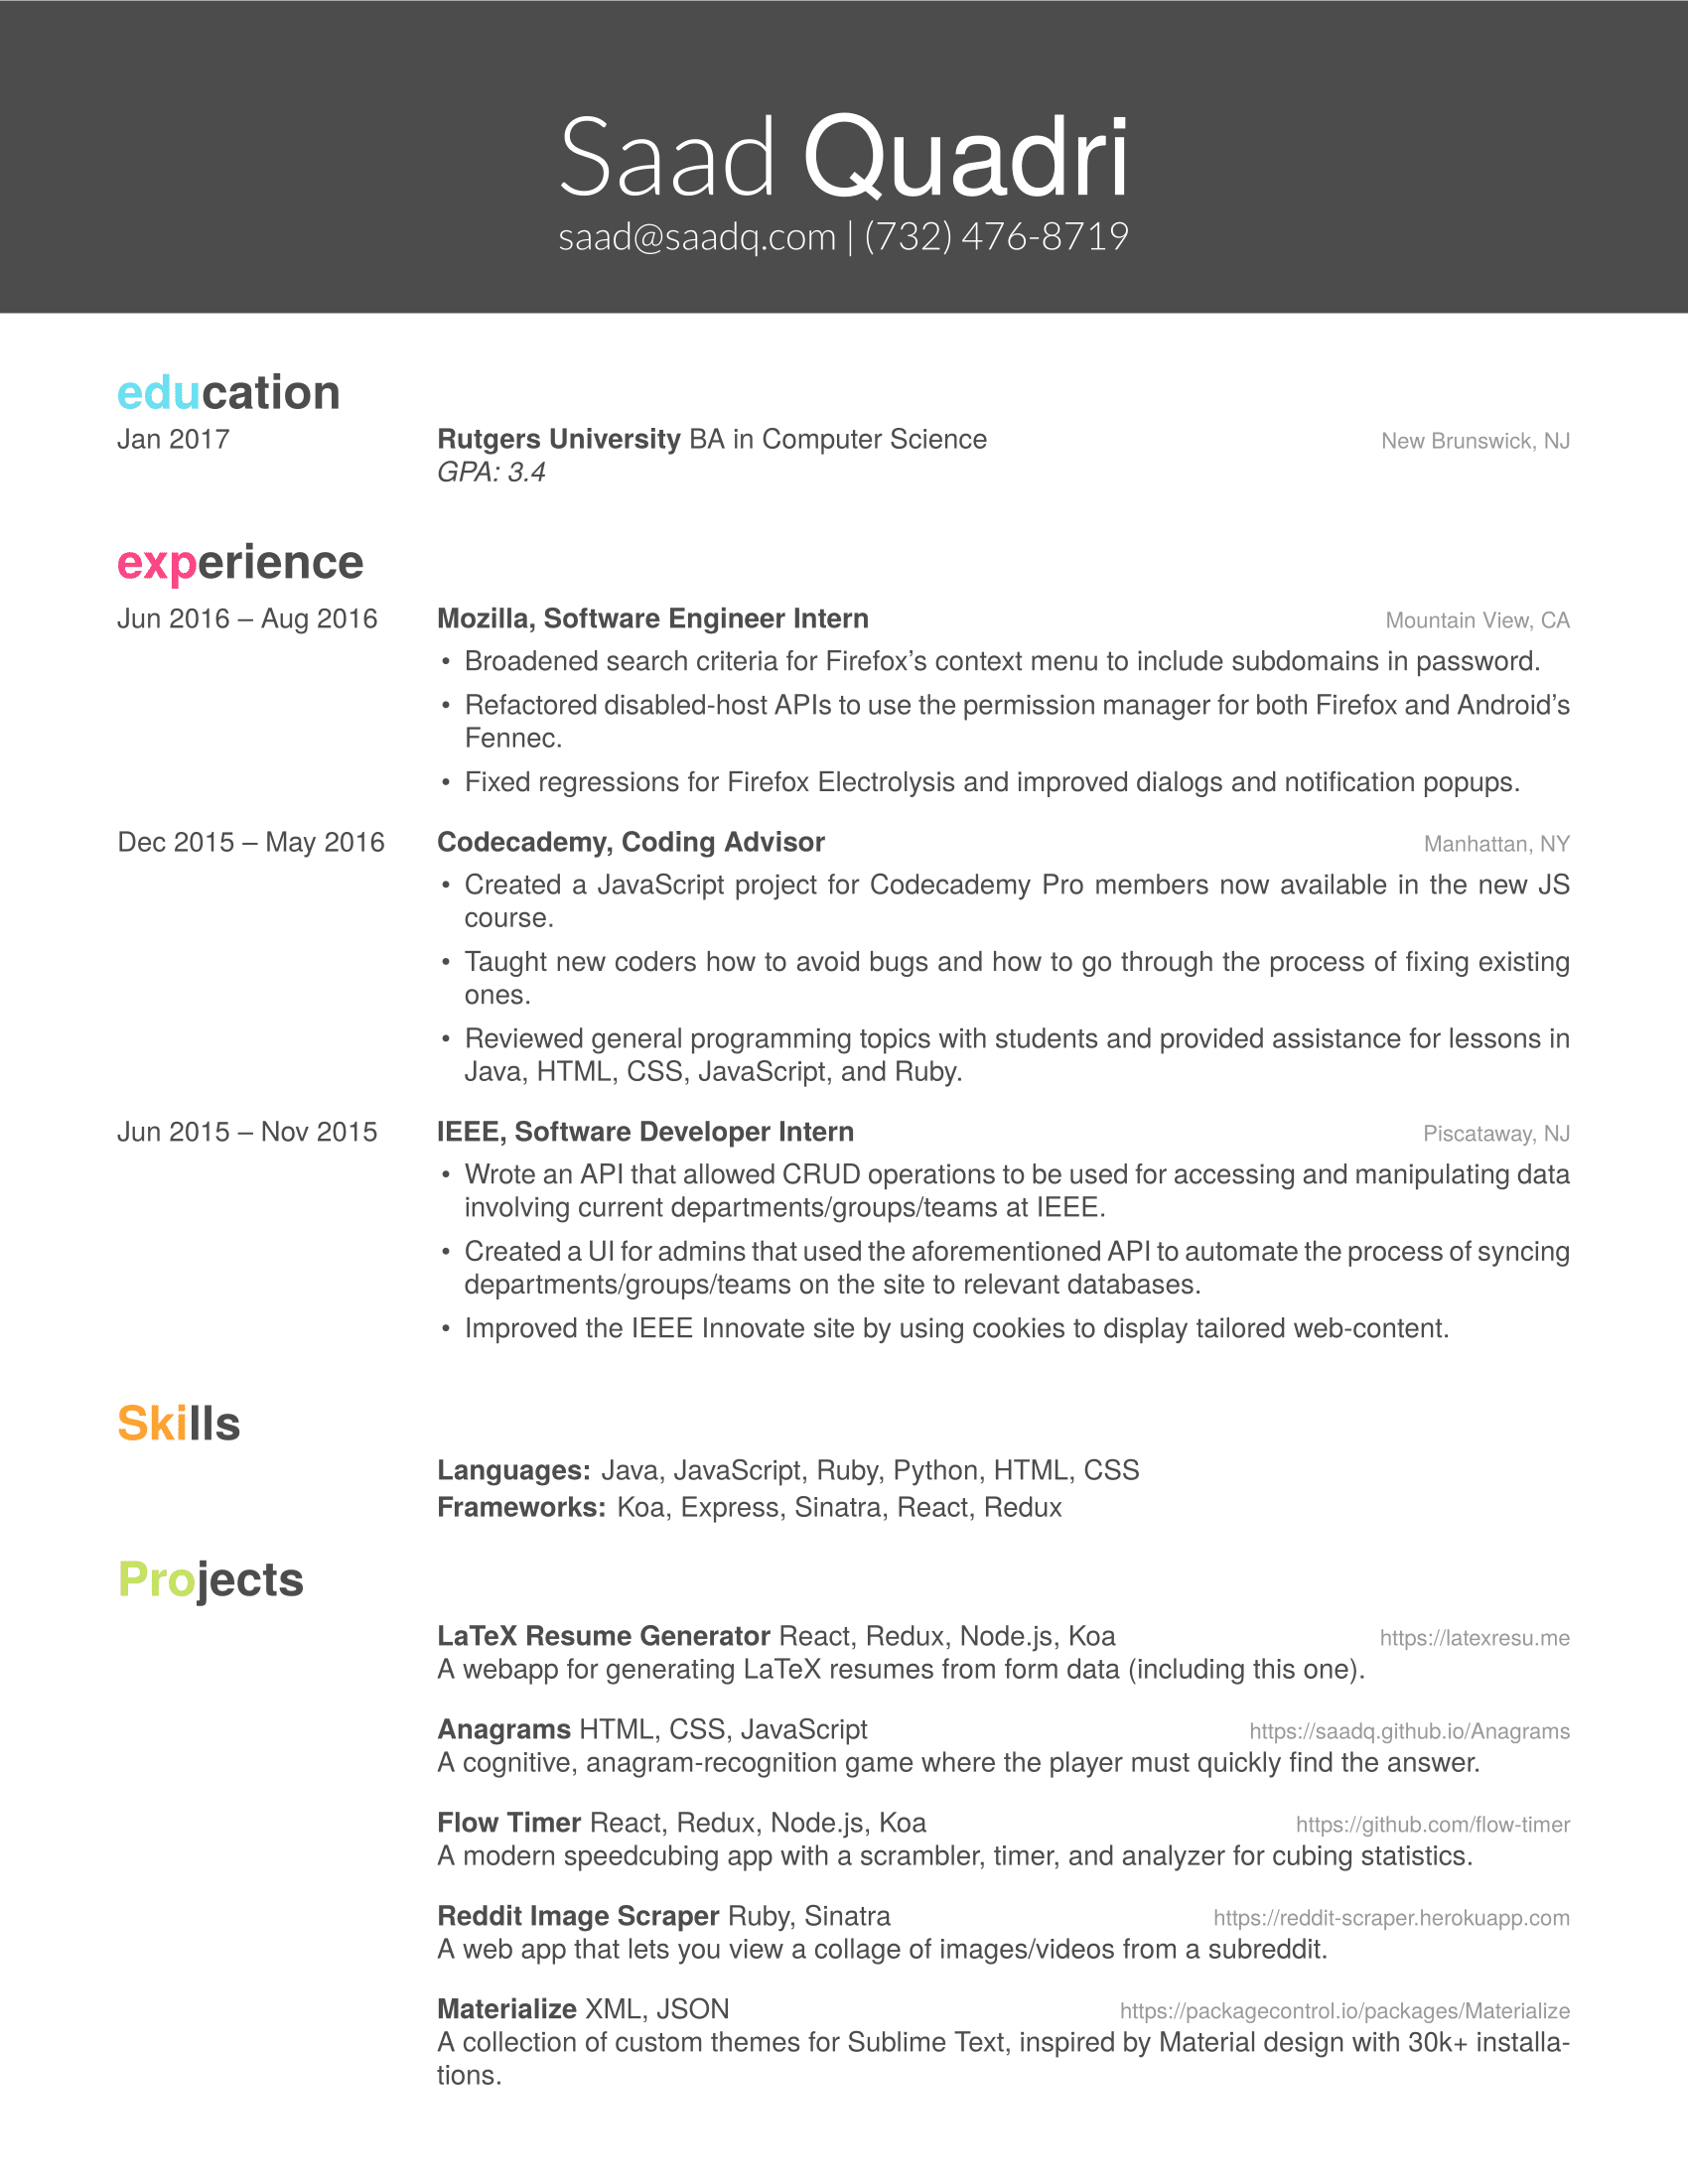 Saad Quadri
saad@saadq.com | (732) 476-8719
education
Jan 2017 Rutgers University BA in Computer Science New Brunswick, NJ
GPA: 3.4
experience
Jun 2016 – Aug 2016 Mozilla, Software Engineer Intern Mountain View, CA
• Broadened search criteria for Firefox’s context menu to include subdomains in password.
• Refactored disabled-host APIs to use the permission manager for both Firefox and Android’s
Fennec.
• Fixed regressions for Firefox Electrolysis and improved dialogs and notification popups.
Dec 2015 – May 2016 Codecademy, Coding Advisor Manhattan, NY
• Created a JavaScript project for Codecademy Pro members now available in the new JS
course.
• Taught new coders how to avoid bugs and how to go through the process of fixing existing
ones.
• Reviewed general programming topics with students and provided assistance for lessons in
Java, HTML, CSS, JavaScript, and Ruby.
Jun 2015 – Nov 2015 IEEE, Software Developer Intern Piscataway, NJ
• Wrote an API that allowed CRUD operations to be used for accessing and manipulating data
involving current departments/groups/teams at IEEE.
• Created a UI for admins that used the aforementioned API to automate the process of syncing
departments/groups/teams on the site to relevant databases.
• Improved the IEEE Innovate site by using cookies to display tailored web-content.
Skills
Languages: Java, JavaScript, Ruby, Python, HTML, CSS
Frameworks: Koa, Express, Sinatra, React, Redux
Projects
LaTeX Resume Generator React, Redux, Node.js, Koa https://latexresu.me
A webapp for generating LaTeX resumes from form data (including this one).
Anagrams HTML, CSS, JavaScript https://saadq.github.io/Anagrams
A cognitive, anagram-recognition game where the player must quickly find the answer.
Flow Timer React, Redux, Node.js, Koa https://github.com/flow-timer
A modern speedcubing app with a scrambler, timer, and analyzer for cubing statistics.
Reddit Image Scraper Ruby, Sinatra https://reddit-scraper.herokuapp.com
A web app that lets you view a collage of images/videos from a subreddit.
Materialize XML, JSON https://packagecontrol.io/packages/Materialize
A collection of custom themes for Sublime Text, inspired by Material design with 30k+ installa-
tions.